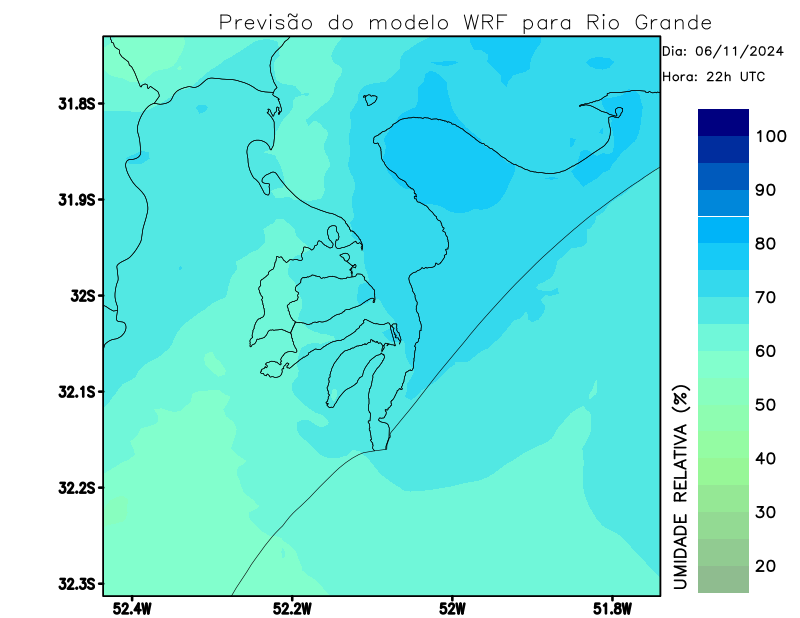 Previsão do modelo WRF para Rio Grande
Dia: 06/11/2024
Hora: 22h UTC
31.8S
31.9S
32S
32.1S
32.2S
32.3S
52.4W
52.2W
52W
51.8W
100
90
80
70
60
50
40
30
20
UMIDADE RELATIVA (%)